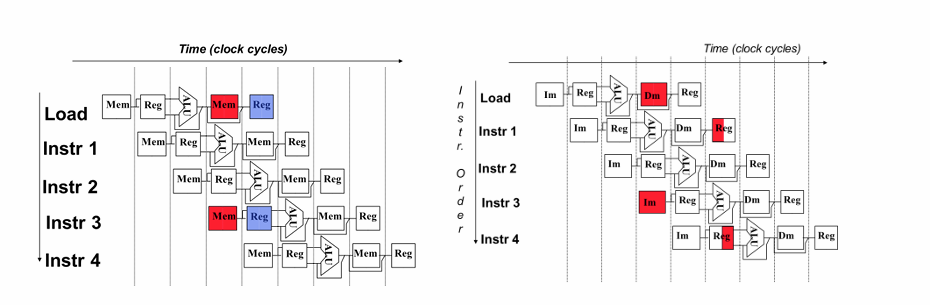 Time (clock cycles)
Load
Mem Reg ALU Mem Reg
Instr 1
Mem Reg ALU Mem Reg
Instr 2
Mem Reg ALU Mem Reg
Instr 3
Mem Reg ALU Mem Reg
Instr 4
Mem Reg ALU Mem Reg
Time (clock cycles)
Instr. Order
Load
Im Reg ALU Dm Reg
Instr 1
Im Reg ALU Dm Reg
Instr 2
Im Reg ALU Dm Reg
Instr 3
Im Reg ALU Dm Reg
Instr 4
Im Reg ALU Dm Reg